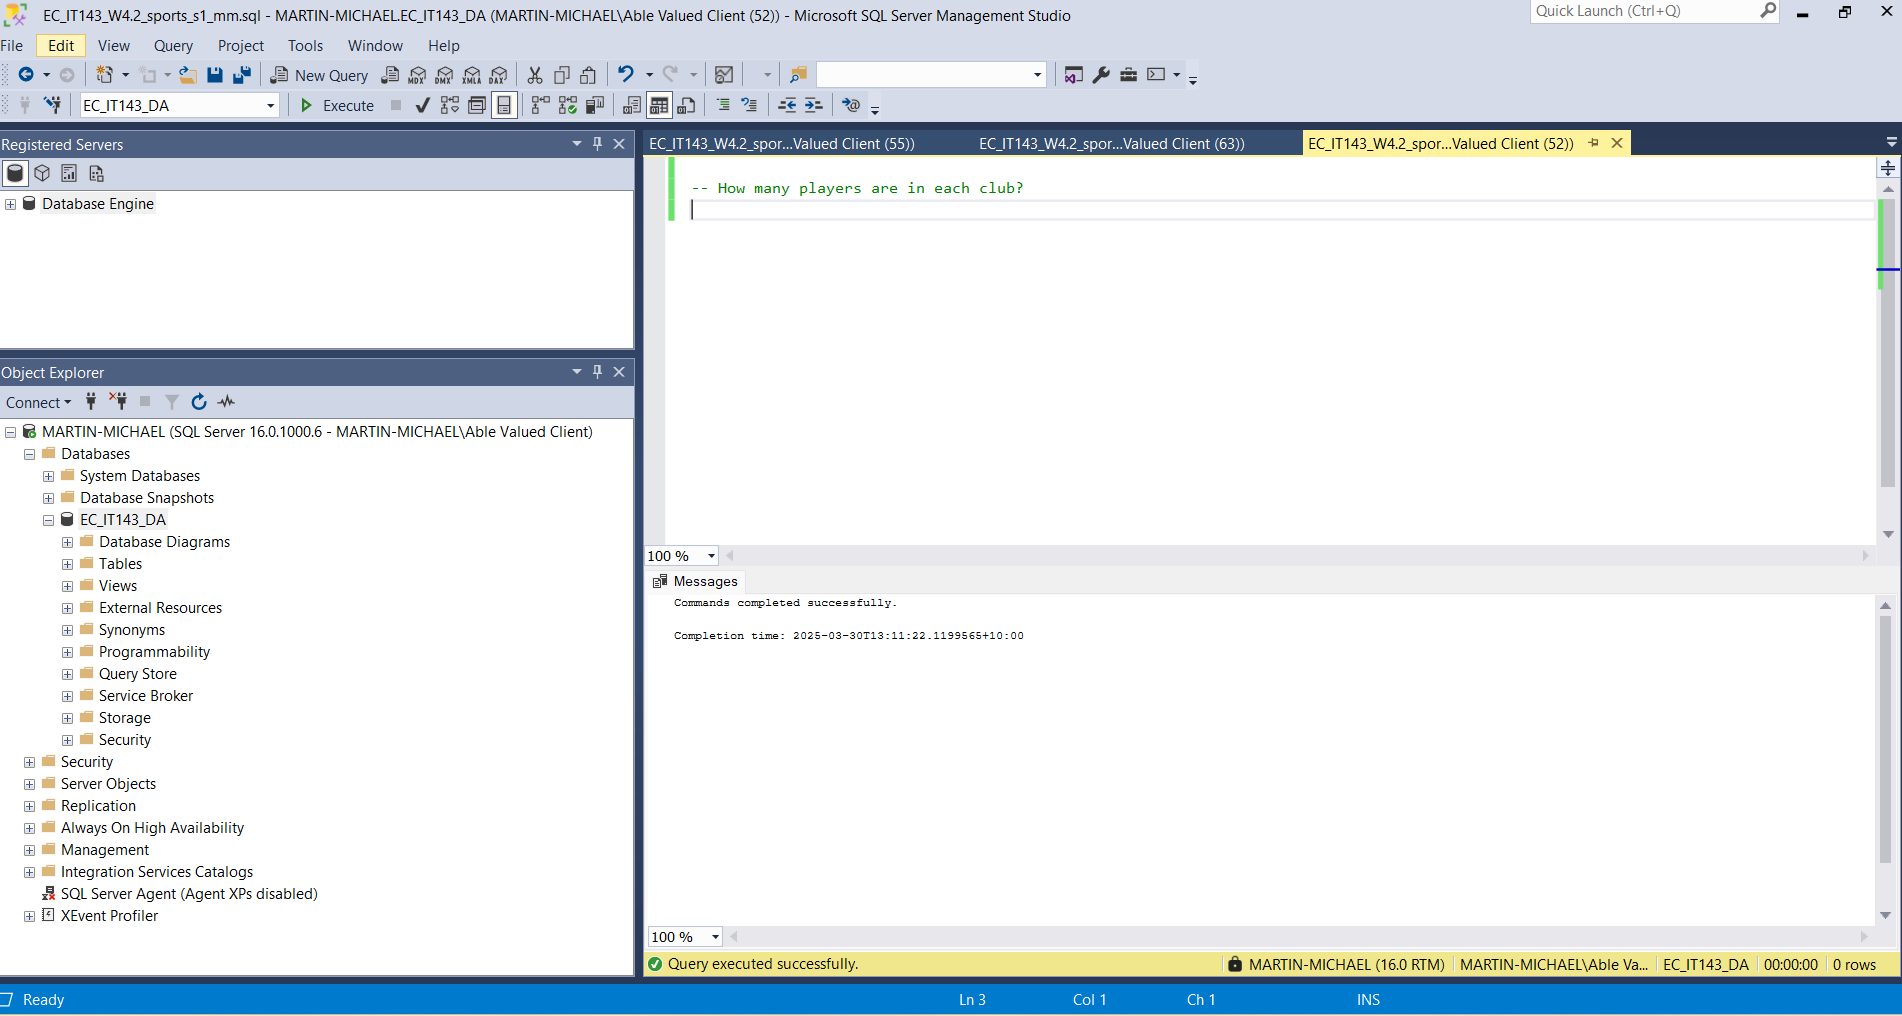 EC_IT143_W4.2_sports_s1_mm.sql - MARTIN-MICHAEL.EC_IT143_DA (MARTIN-MICHAEL\Able Valued Client (52)) - Microsoft SQL Server Management Studio
Quick Launch (Ctrl+Q)
File Edit View Query Project Tools Window Help
New Query MDX DMX XMLA DAX
EC_IT143_DA Execute
Registered Servers
Database Engine
Object Explorer
Connect
MARTIN-MICHAEL (SQL Server 16.0.1000.6 - MARTIN-MICHAEL\Able Valued Client)
Databases
System Databases
Database Snapshots
EC_IT143_DA
Database Diagrams
Tables
Views
External Resources
Synonyms
Programmability
Query Store
Service Broker
Storage
Security
Security
Server Objects
Replication
Always On High Availability
Management
Integration Services Catalogs
SQL Server Agent (Agent XPs disabled)
XEvent Profiler
EC_IT143_W4.2_spor...Valued Client (55)) EC_IT143_W4.2_spor...Valued Client (63)) EC_IT143_W4.2_spor...Valued Client (52))
-- How many players are in each club?
100 %
Messages
Commands completed successfully.
Completion time: 2025-03-30T13:11:22.1199565+10:00
100 %
Query executed successfully. MARTIN-MICHAEL (16.0 RTM) MARTIN-MICHAEL\Able Va... EC_IT143_DA 00:00:00 0 rows
Ready Ln 3 Col 1 Ch 1 INS